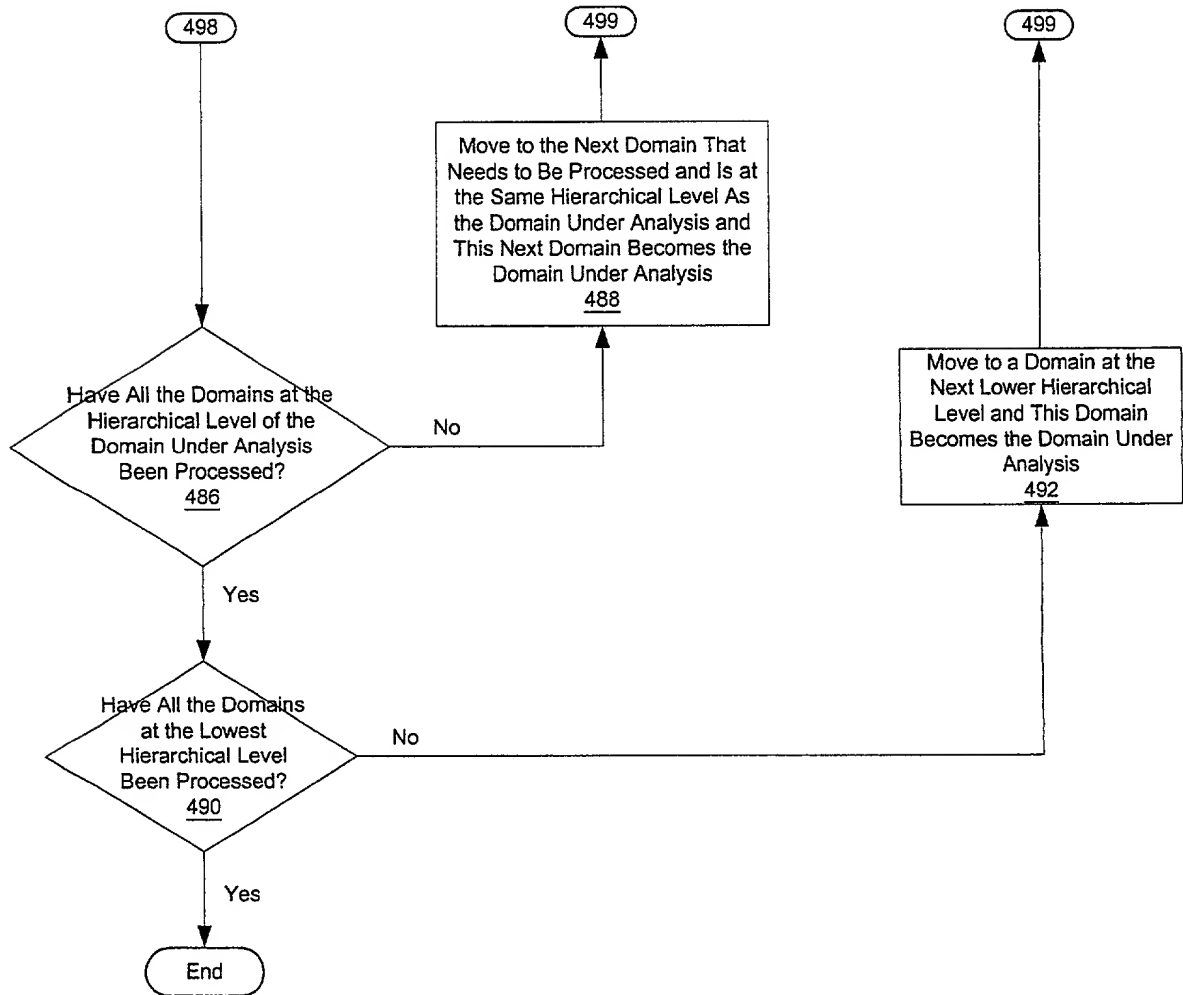 498
499
499
Move to the Next Domain That
Needs to Be Processed and Is at
the Same Hierarchical Level As
the Domain Under Analysis and
This Next Domain Becomes the
Domain Under Analysis
488
Have All the Domains at the
Hierarchical Level of the
Domain Under Analysis
Been Processed?
486
No
Move to a Domain at the
Next Lower Hierarchical
Level and This Domain
Becomes the Domain Under
Analysis
492
Yes
Have All the Domains
at the Lowest
Hierarchical Level
Been Processed?
490
No
Yes
End